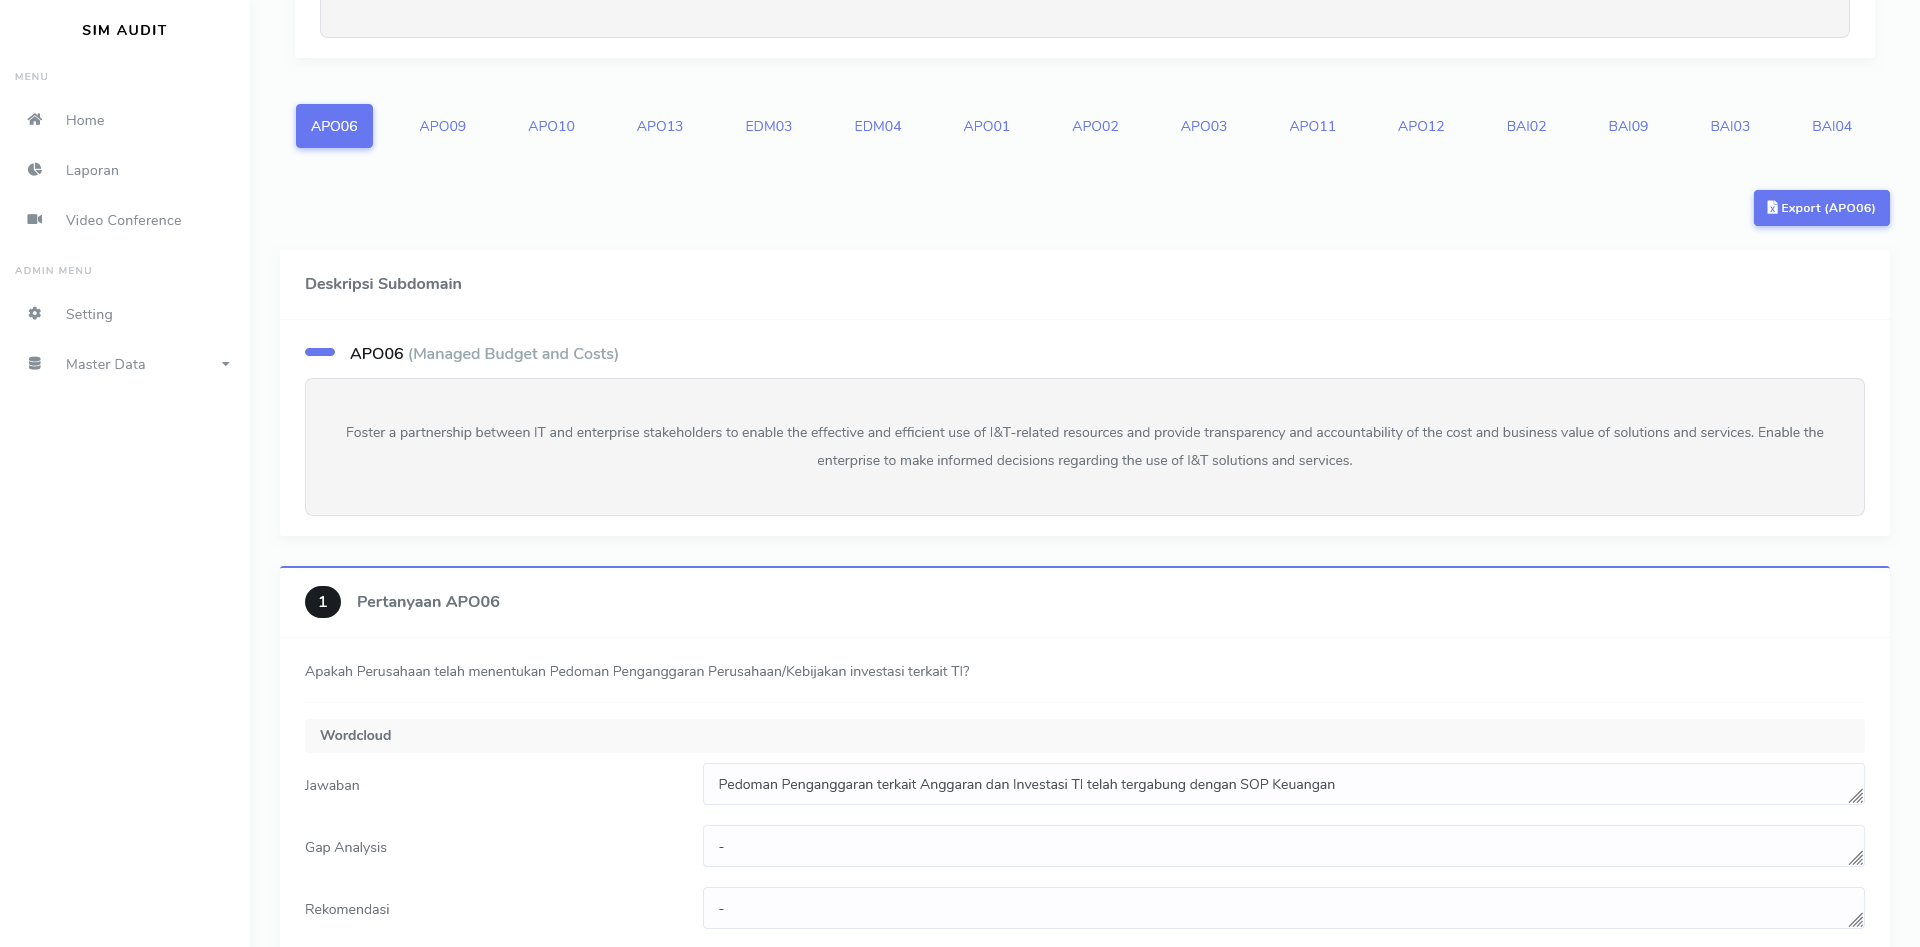 SIM AUDIT
MENU
Home
Laporan
Video Conference
ADMIN MENU
Setting
Master Data
APO06 APO09 APO10 APO13 EDM03 EDM04 APO01 APO02 APO03 APO11 APO12 BAI02 BAI09 BAI03 BAI04
Export (APO06)
Deskripsi Subdomain
APO06 (Managed Budget and Costs)
Foster a partnership between IT and enterprise stakeholders to enable the effective and efficient use of I&T-related resources and provide transparency and accountability of the cost and business value of solutions and services. Enable the
enterprise to make informed decisions regarding the use of I&T solutions and services.
1 Pertanyaan APO06
Apakah Perusahaan telah menentukan Pedoman Penganggaran Perusahaan/Kebijakan investasi terkait TI?
Wordcloud
Jawaban
Pedoman Penganggaran terkait Anggaran dan Investasi TI telah tergabung dengan SOP Keuangan
Gap Analysis
-
Rekomendasi
-